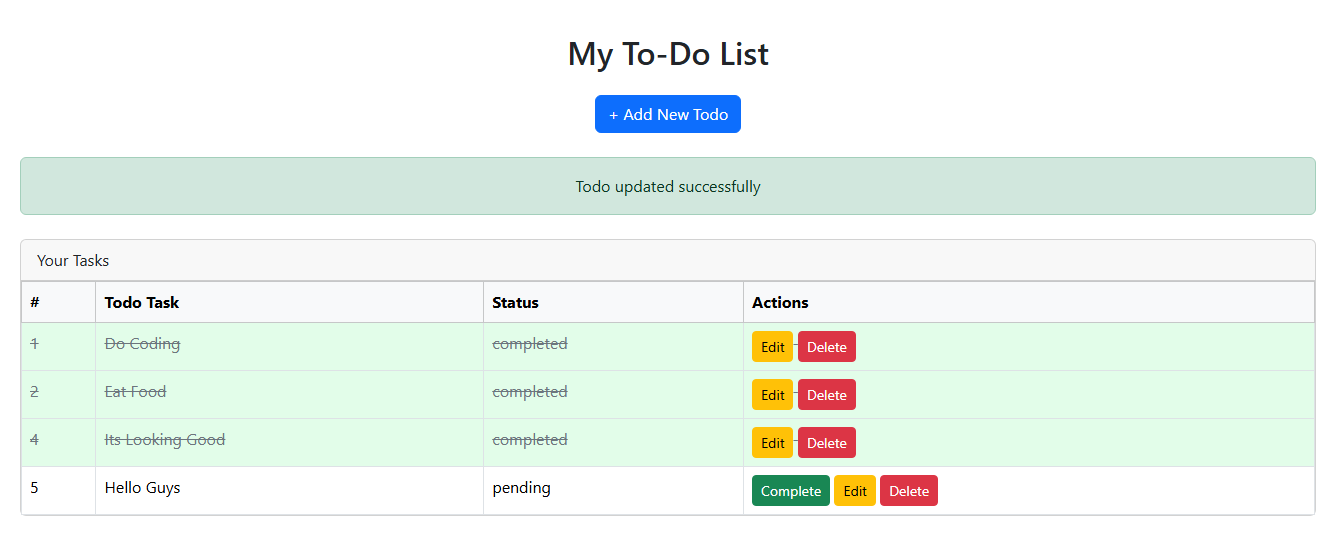 My To-Do List
+ Add New Todo
Todo updated successfully
Your Tasks
# Todo Task Status Actions
1 Do Coding completed Edit Delete
2 Eat Food completed Edit Delete
4 Its Looking Good completed Edit Delete
5 Hello Guys pending Complete Edit Delete